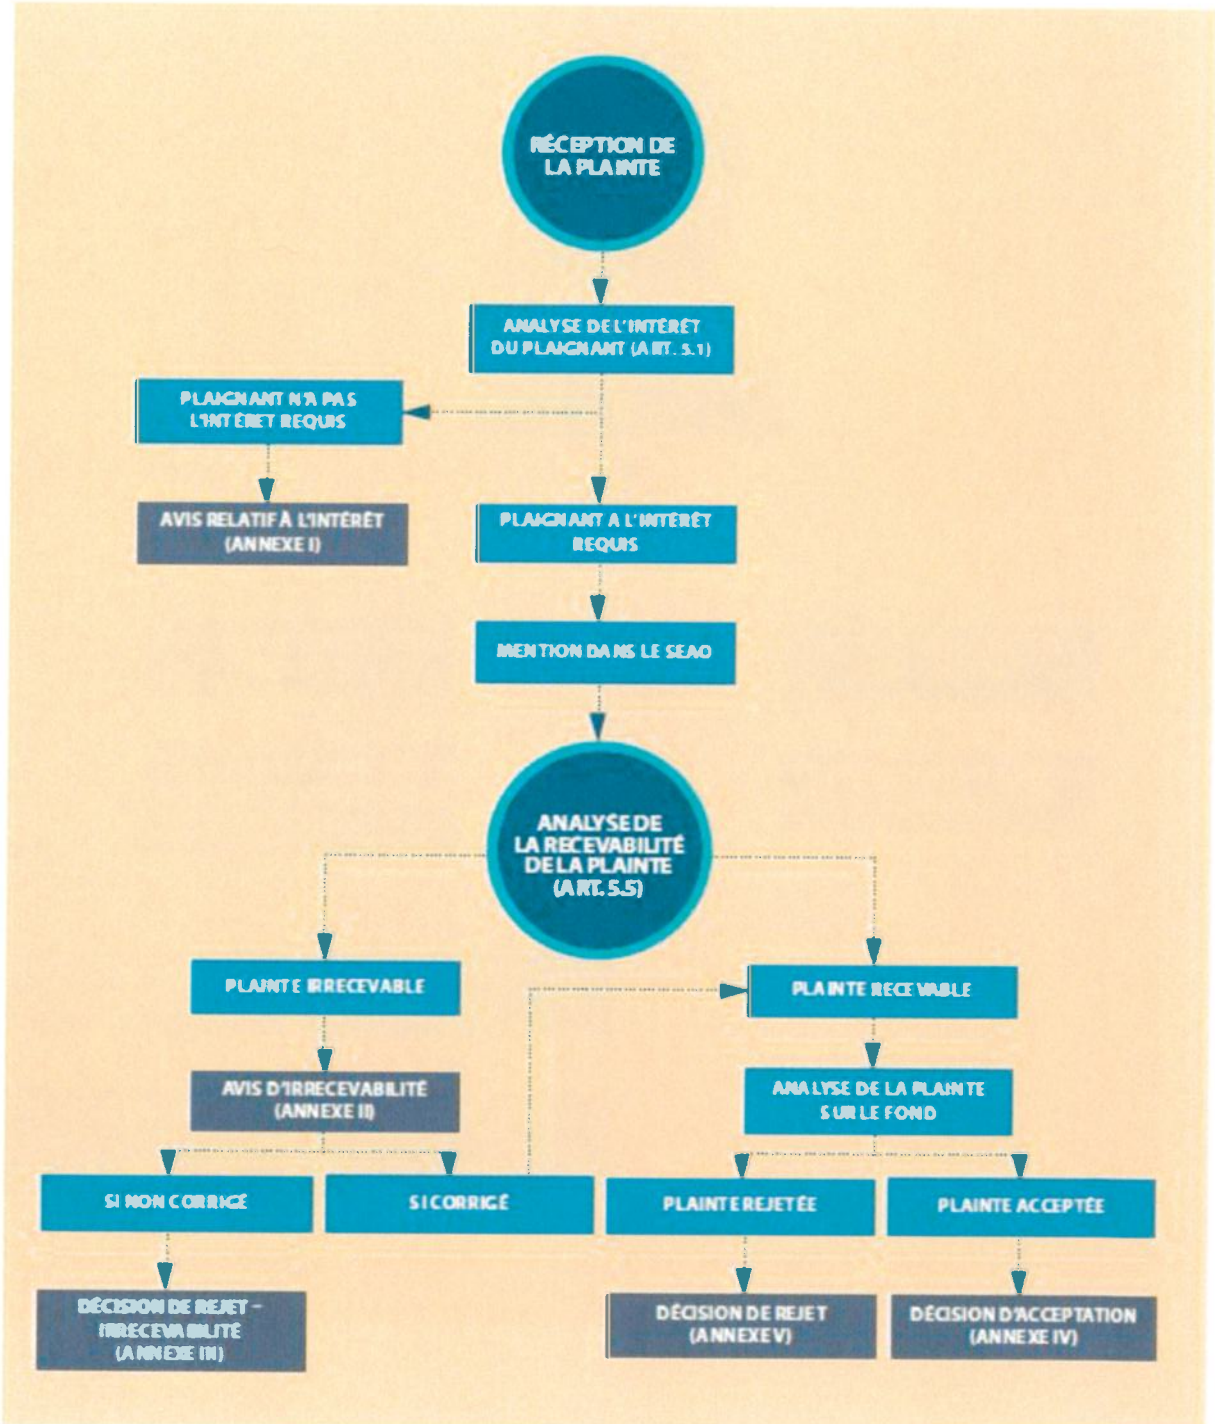 RÉCEPTION DE
LA PLAINTE
ANALYSE DE L'INTÉRÊT
DU PLAIGNANT (ART. 5.1)
PLAIGNANT N'A PAS
L'INTÉRÊT REQUIS
AVIS RELATIF À L'INTÉRÊT
(ANNEXE I)
PLAIGNANT A L'INTÉRÊT
REQUIS
MENTION DANS LE SEAO
ANALYSE DE
LA RECEVABILITÉ
DE LA PLAINTE
(ART. 5.5)
PLAINTE IRRECEVABLE
PLAINTE RECEVABLE
AVIS D'IRRECEVABILITÉ
(ANNEXE II)
ANALYSE DE LA PLAINTE
SUR LE FOND
SI NON CORRIGÉ
SI CORRIGÉ
PLAINTE REJETÉE
PLAINTE ACCEPTÉE
DÉCISION DE REJET –
IRRECEVABILITÉ
(ANNEXE III)
DÉCISION DE REJET
(ANNEXE V)
DÉCISION D'ACCEPTATION
(ANNEXE IV)